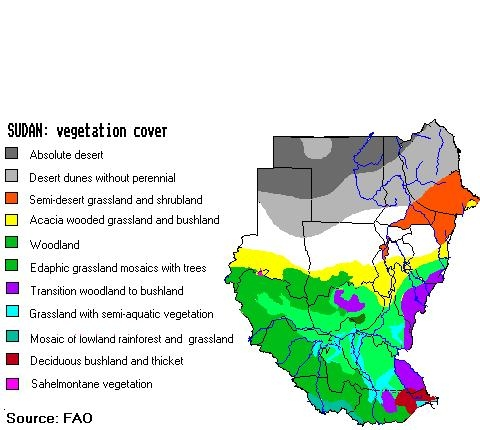 SUDAN: vegetation cover
Absolute desert
Desert dunes without perennial
Semi-desert grassland and shrubland
Acacia wooded grassland and bushland
Woodland
Edaphic grassland mosaics with trees
Transition woodland to bushland
Grassland with semi-aquatic vegetation
Mosaic of lowland rainforest and grassland
Deciduous bushland and thicket
Sahelmontane vegetation
Source: FAO